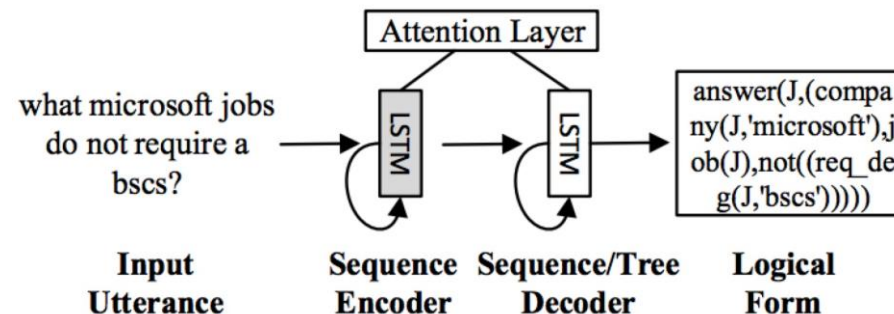 Attention Layer
what microsoft jobs
do not require a
bscs?
LSTM
LSTM
answer(J,(compa
ny(J,'microsoft'),j
ob(J),not((req_de
g(J,'bscs')))))
Input
Utterance
Sequence
Encoder
Sequence/Tree
Decoder
Logical
Form